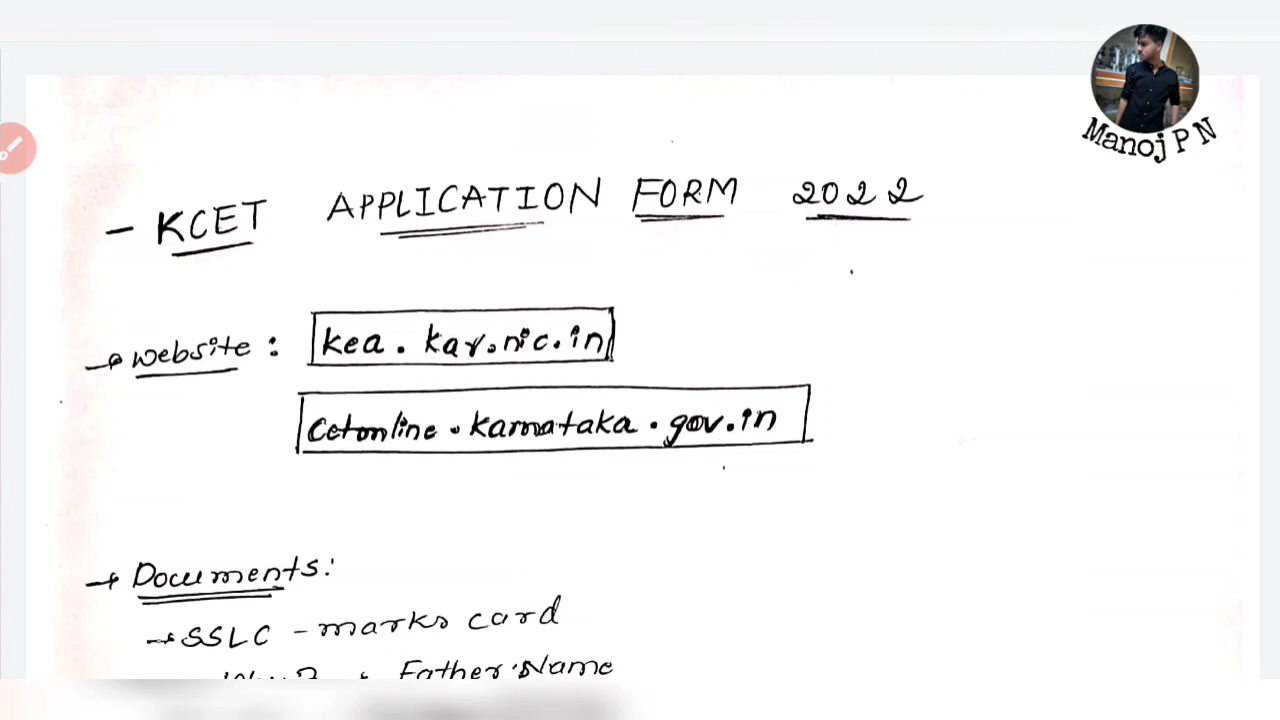 Manoj P N
- KCET APPLICATION FORM 2022
→ website : kea.kar.nic.in
cetonline.karnataka.gov.in
→ Documents:
→ SSLC - marks card
Father Name